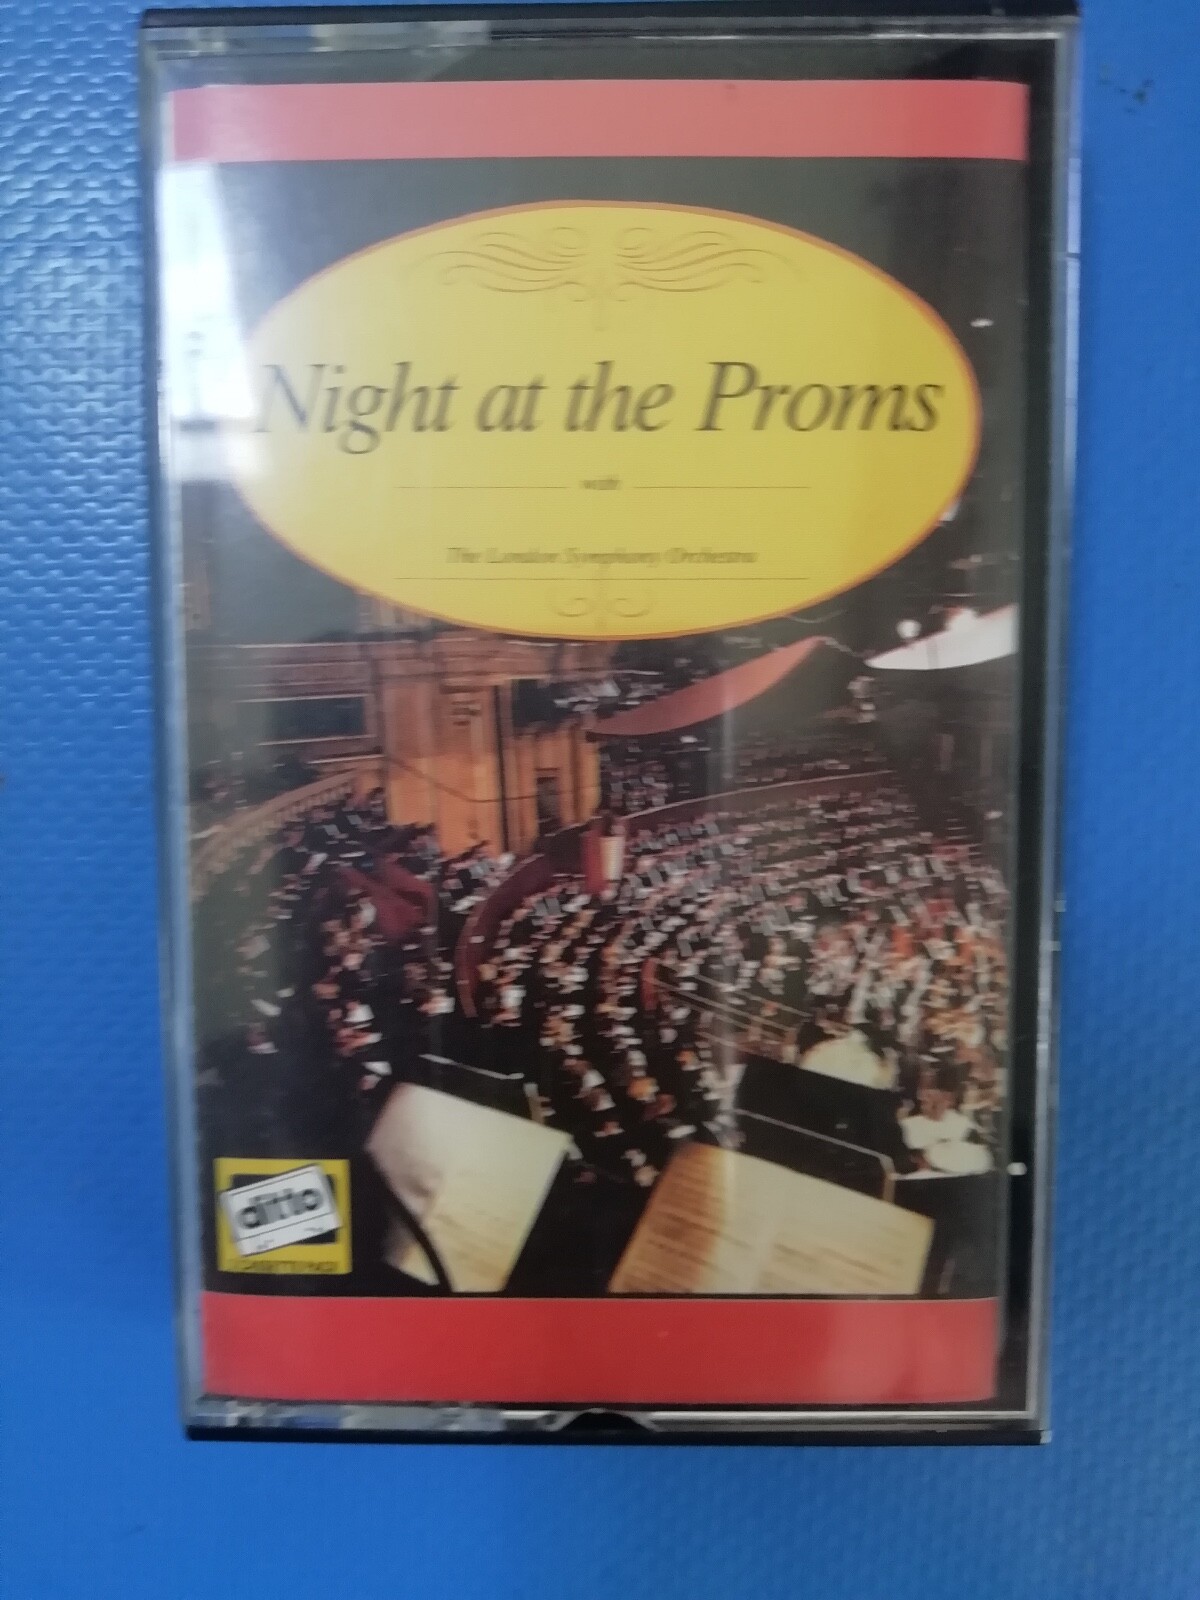 Night at the Proms
with
The London Symphony Orchestra
ditto